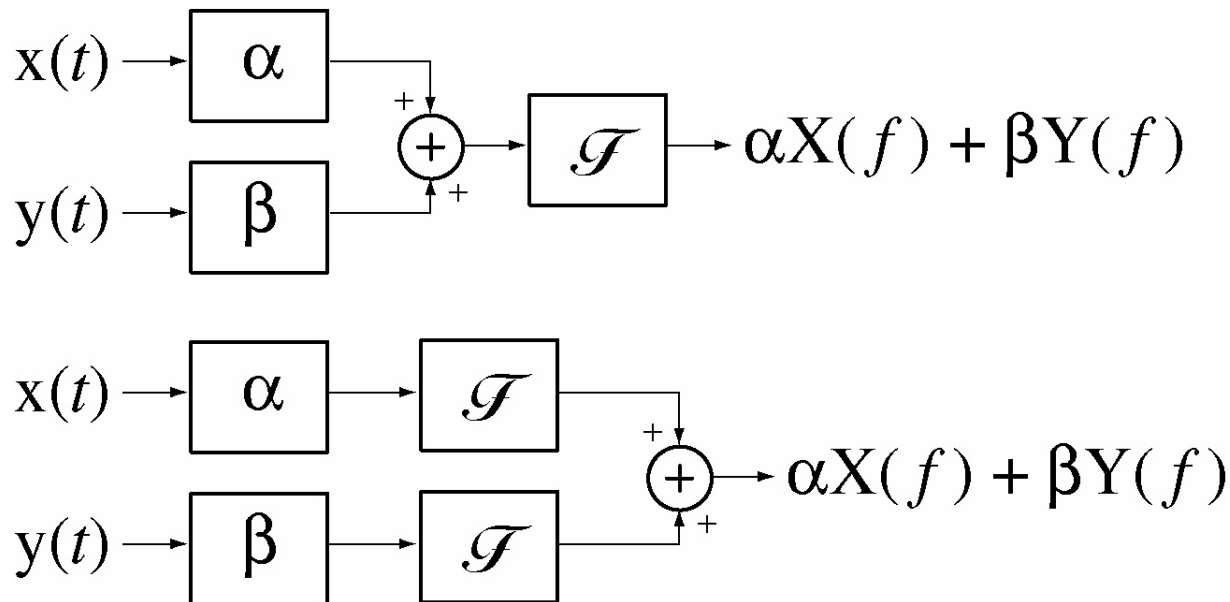 x(t) α
+
+ ℱ αX(f) + βY(f)
+
y(t) β
x(t) α ℱ
+
+ αX(f) + βY(f)
+
y(t) β ℱ